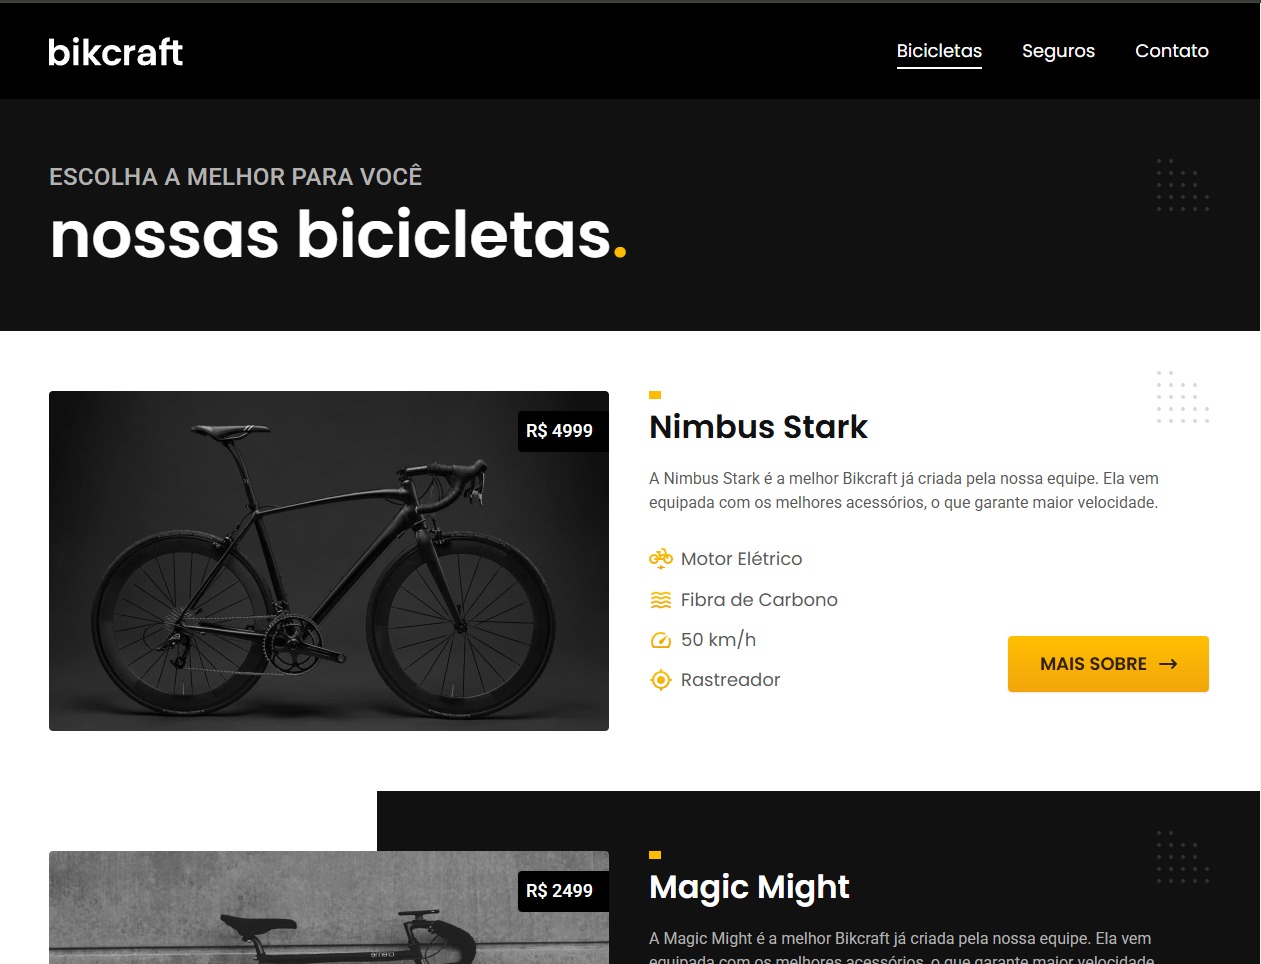 bikcraft
Bicicletas
Seguros
Contato
ESCOLHA A MELHOR PARA VOCÊ
nossas bicicletas.
R$ 4999
Nimbus Stark
A Nimbus Stark é a melhor Bikcraft já criada pela nossa equipe. Ela vem
equipada com os melhores acessórios, o que garante maior velocidade.
Motor Elétrico
Fibra de Carbono
50 km/h
Rastreador
MAIS SOBRE
R$ 2499
Magic Might
A Magic Might é a melhor Bikcraft já criada pela nossa equipe. Ela vem
equipada com os melhores acessórios, o que garante maior velocidade.